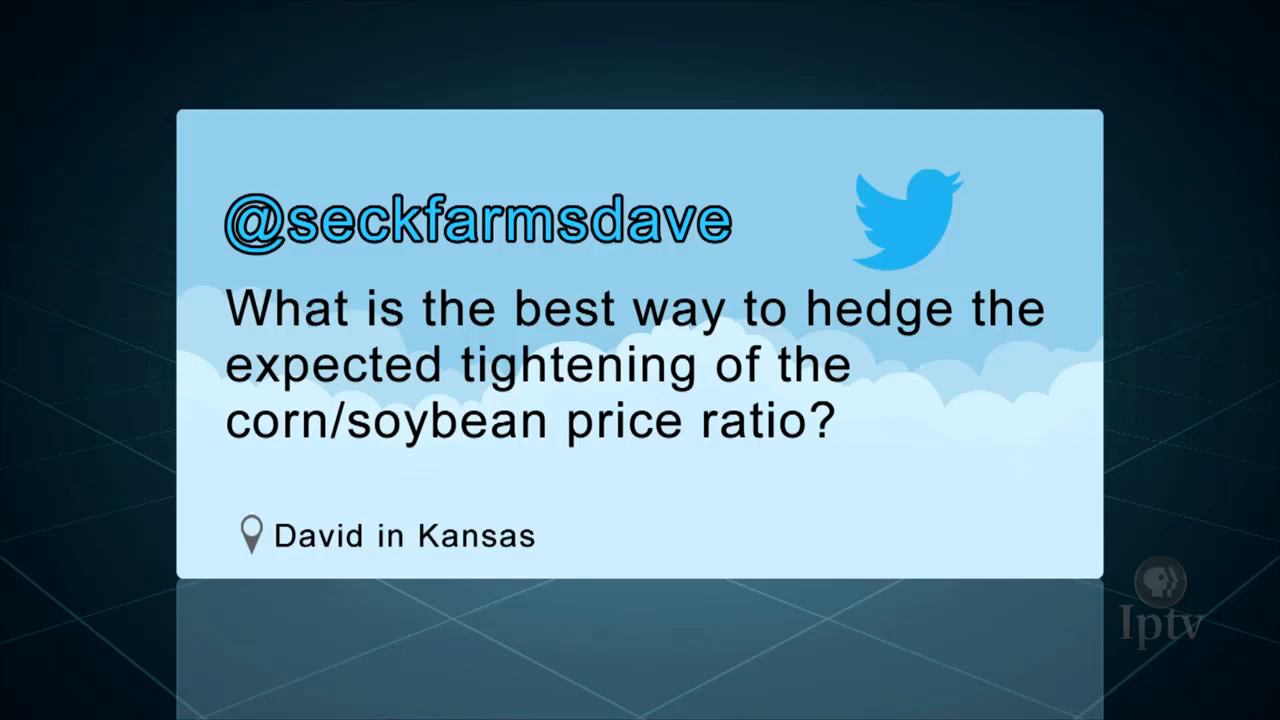 @seckfarmsdave
What is the best way to hedge the
expected tightening of the
corn/soybean price ratio?
David in Kansas
Iptv